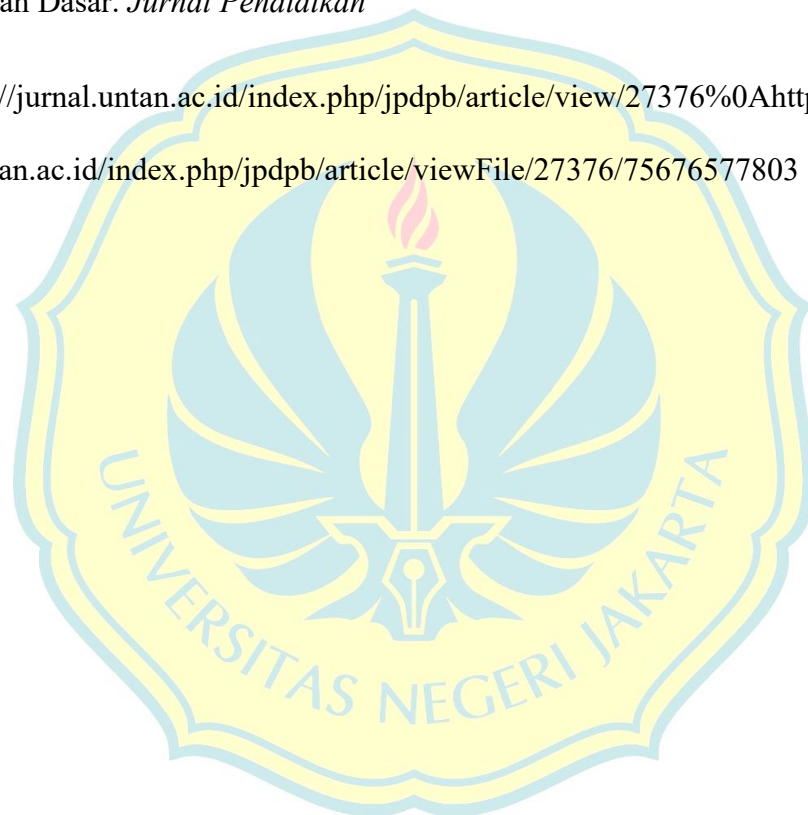 an Dasar. Jurnal Pendidikan
//jurnal.untan.ac.id/index.php/jpdpb/article/view/27376%0Ahttp
an.ac.id/index.php/jpdpb/article/viewFile/27376/75676577803
UNIVERSITAS NEGERI JAKARTA